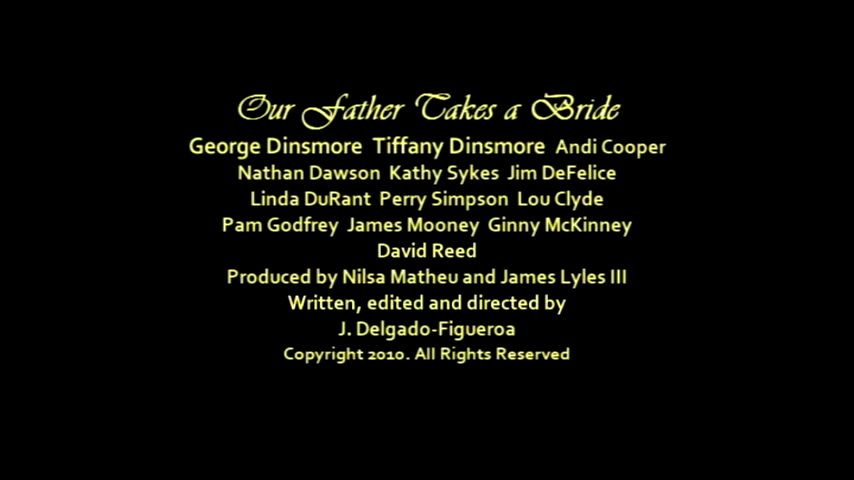 Our Father Takes a Bride
George Dinsmore Tiffany Dinsmore Andi Cooper
Nathan Dawson Kathy Sykes Jim DeFelice
Linda DuRant Perry Simpson Lou Clyde
Pam Godfrey James Mooney Ginny McKinney
David Reed
Produced by Nilsa Matheu and James Lyles III
Written, edited and directed by
J. Delgado-Figueroa
Copyright 2010. All Rights Reserved